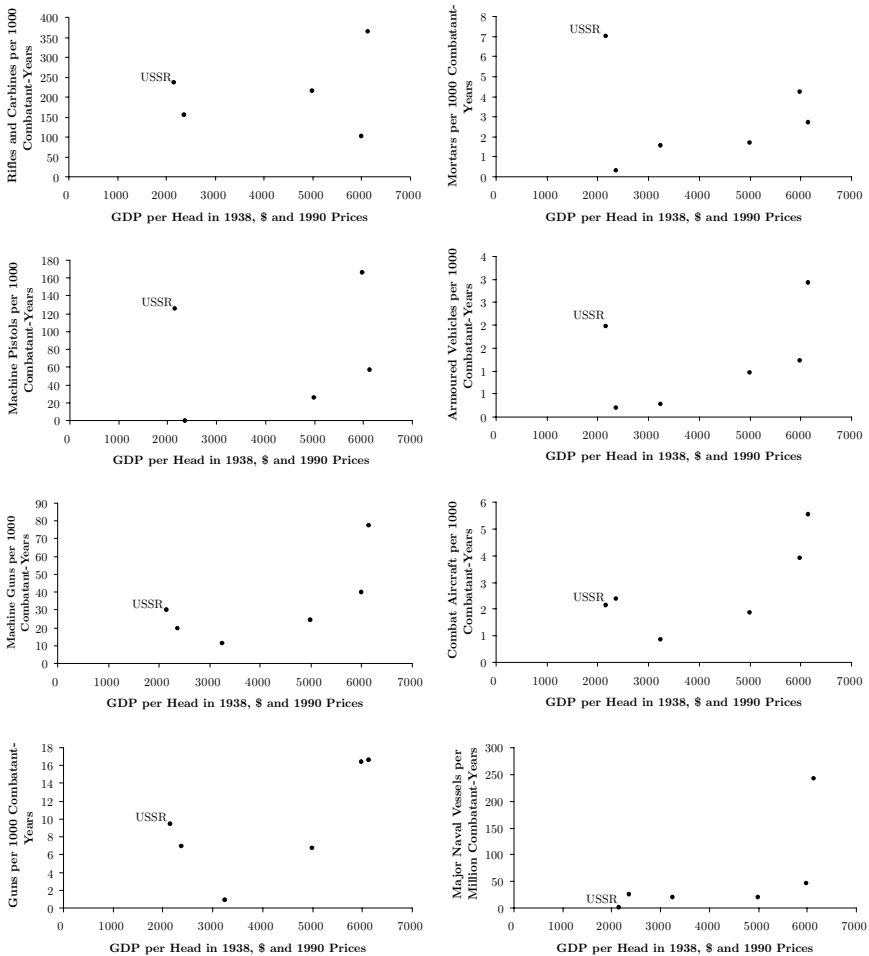 Rifles and Carbines per 1000
Combatant-Years
400
350
300
250
200
150
100
50
0
USSR
0 1000 2000 3000 4000 5000 6000 7000
GDP per Head in 1938, $ and 1990 Prices
Mortars per 1000 Combatant-
Years
8
7
6
5
4
3
2
1
0
USSR
0 1000 2000 3000 4000 5000 6000 7000
GDP per Head in 1938, $ and 1990 Prices
Machine Pistols per 1000
Combatant-Years
180
160
140
120
100
80
60
40
20
0
USSR
0 1000 2000 3000 4000 5000 6000 7000
GDP per Head in 1938, $ and 1990 Prices
Armoured Vehicles per 1000
Combatant-Years
4
3
3
2
2
1
1
0
USSR
0 1000 2000 3000 4000 5000 6000 7000
GDP per Head in 1938, $ and 1990 Prices
Machine Guns per 1000
Combatant-Years
90
80
70
60
50
40
30
20
10
0
USSR
0 1000 2000 3000 4000 5000 6000 7000
GDP per Head in 1938, $ and 1990 Prices
Combat Aircraft per 1000
Combatant-Years
6
5
4
3
2
1
0
USSR
0 1000 2000 3000 4000 5000 6000 7000
GDP per Head in 1938, $ and 1990 Prices
Guns per 1000 Combatant-
Years
18
16
14
12
10
8
6
4
2
0
USSR
0 1000 2000 3000 4000 5000 6000 7000
GDP per Head in 1938, $ and 1990 Prices
Major Naval Vessels per
Million Combatant-Years
300
250
200
150
100
50
0
USSR
0 1000 2000 3000 4000 5000 6000 7000
GDP per Head in 1938, $ and 1990 Prices